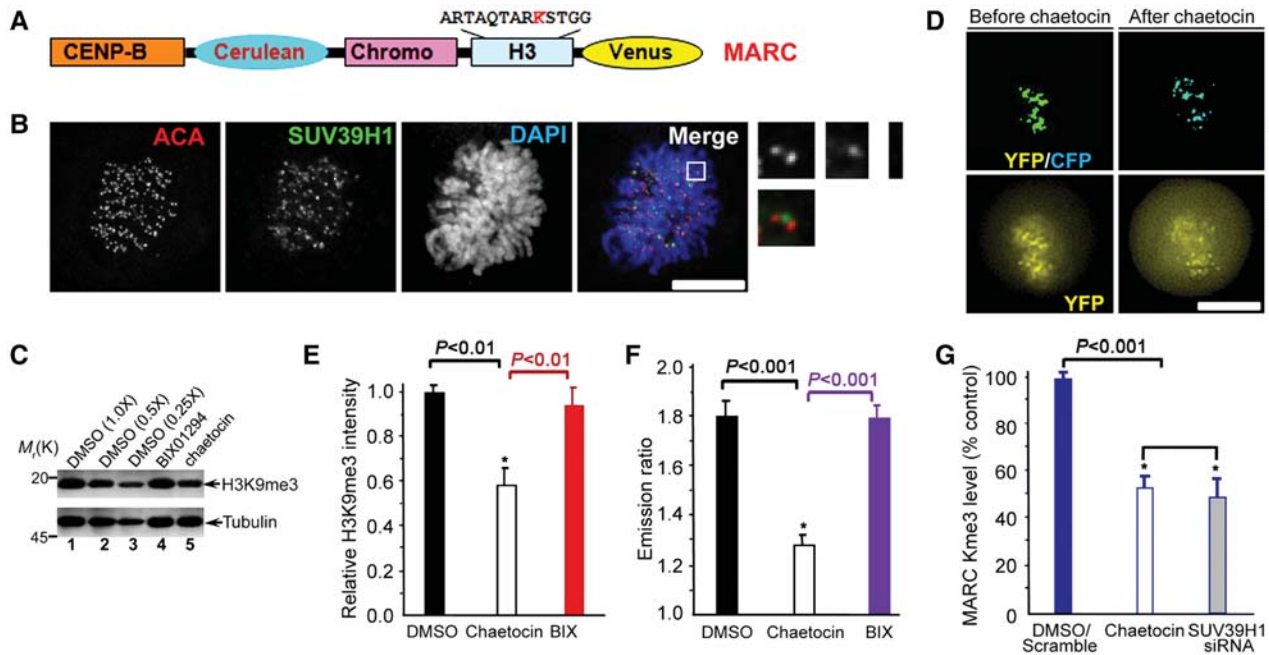 A
ARTAQTARKSTGG
CENP-B Cerulean Chromo H3 Venus MARC
B
ACA SUV39H1 DAPI Merge
C
DMSO (1.0X) DMSO (0.5X) DMSO (0.25X) BIX01294 chaetocin
Mr(K)
20
H3K9me3
Tubulin
45
1 2 3 4 5
D
Before chaetocin After chaetocin
YFP/CFP
YFP
E
P<0.01
P<0.01
Relative H3K9me3 intensity
1.0
0.8
0.6
0.4
0.2
0.0
*
DMSO Chaetocin BIX
F
P<0.001
P<0.001
Emission ratio
2.0
1.8
1.6
1.4
1.2
1.0
*
DMSO Chaetocin BIX
G
P<0.001
MARC Kme3 level (% control)
100
80
60
50
40
20
0
* *
DMSO/ Chaetocin SUV39H1
Scramble siRNA